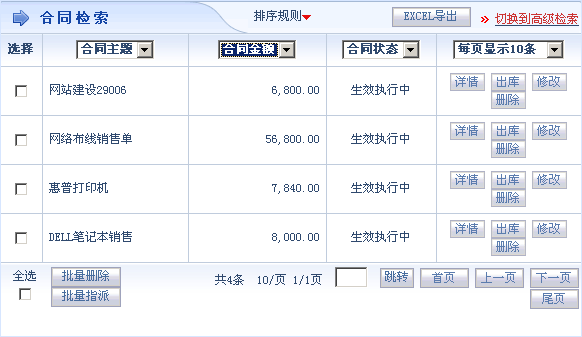 合同检索 排序规则 EXCEL导出 » 切换到高级检索
选择 合同主题 合同金额 合同状态 每页显示10条
网站建设29006 6,800.00 生效执行中 详情 出库 修改
删除
网络布线销售单 56,800.00 生效执行中 详情 出库 修改
删除
惠普打印机 7,840.00 生效执行中 详情 出库 修改
删除
DELL笔记本销售 8,000.00 生效执行中 详情 出库 修改
删除
全选 批量删除 共4条 10/页 1/1页 跳转 首页 上一页 下一页
批量指派 尾页